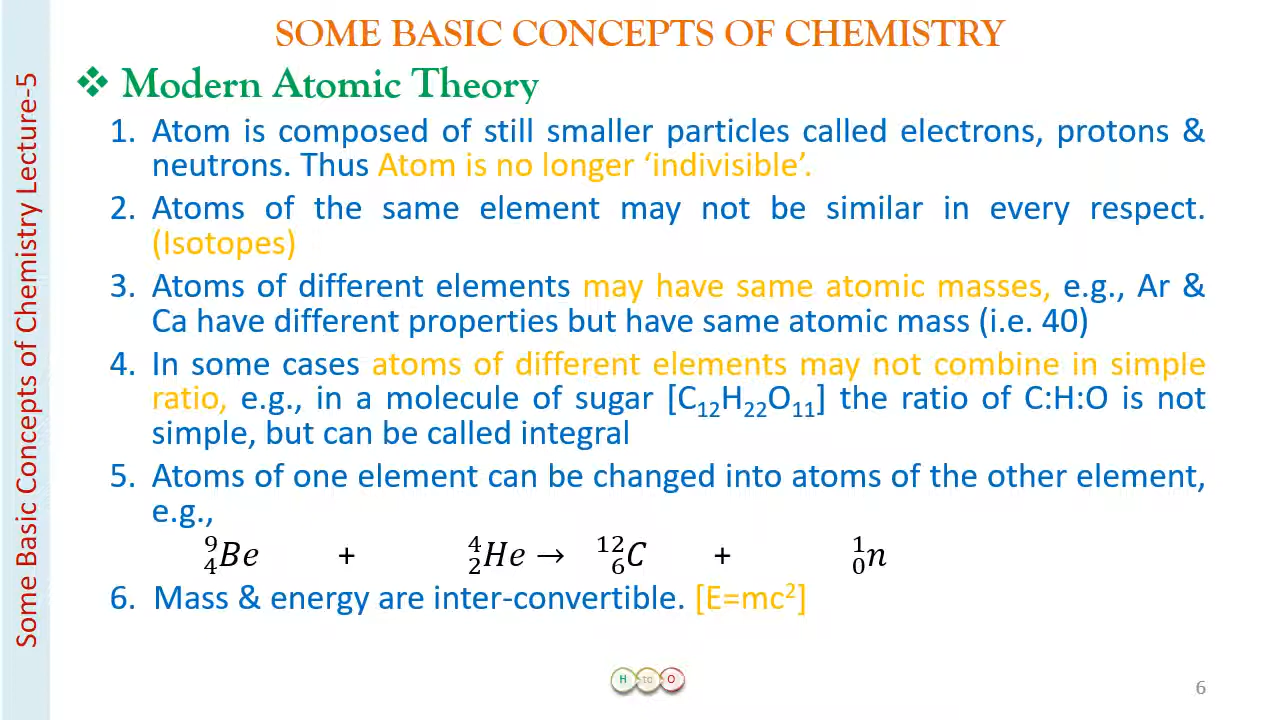 SOME BASIC CONCEPTS OF CHEMISTRY
Some Basic Concepts of Chemistry Lecture-5
❖ Modern Atomic Theory
1. Atom is composed of still smaller particles called electrons, protons &
neutrons. Thus Atom is no longer ‘indivisible’.
2. Atoms of the same element may not be similar in every respect.
(Isotopes)
3. Atoms of different elements may have same atomic masses, e.g., Ar &
Ca have different properties but have same atomic mass (i.e. 40)
4. In some cases atoms of different elements may not combine in simple
ratio, e.g., in a molecule of sugar [C₁₂H₂₂O₁₁] the ratio of C:H:O is not
simple, but can be called integral
5. Atoms of one element can be changed into atoms of the other element,
e.g.,
⁹₄Be + ⁴₂He → ¹²₆C + ¹₀n
6. Mass & energy are inter-convertible. [E=mc²]
H to O
6